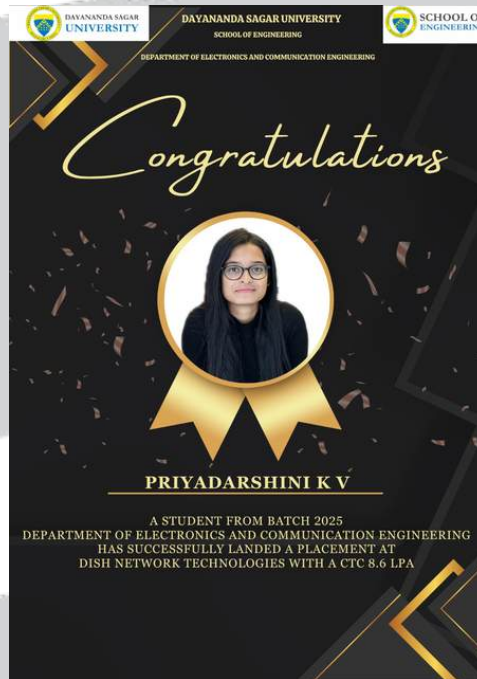 DAYANANDA SAGAR
UNIVERSITY
DAYANANDA SAGAR UNIVERSITY
SCHOOL OF ENGINEERING
DEPARTMENT OF ELECTRONICS AND COMMUNICATION ENGINEERING
SCHOOL O
ENGINEERIN
Congratulations
PRIYADARSHINI K V
A STUDENT FROM BATCH 2025
DEPARTMENT OF ELECTRONICS AND COMMUNICATION ENGINEERING
HAS SUCCESSFULLY LANDED A PLACEMENT AT
DISH NETWORK TECHNOLOGIES WITH A CTC 8.6 LPA